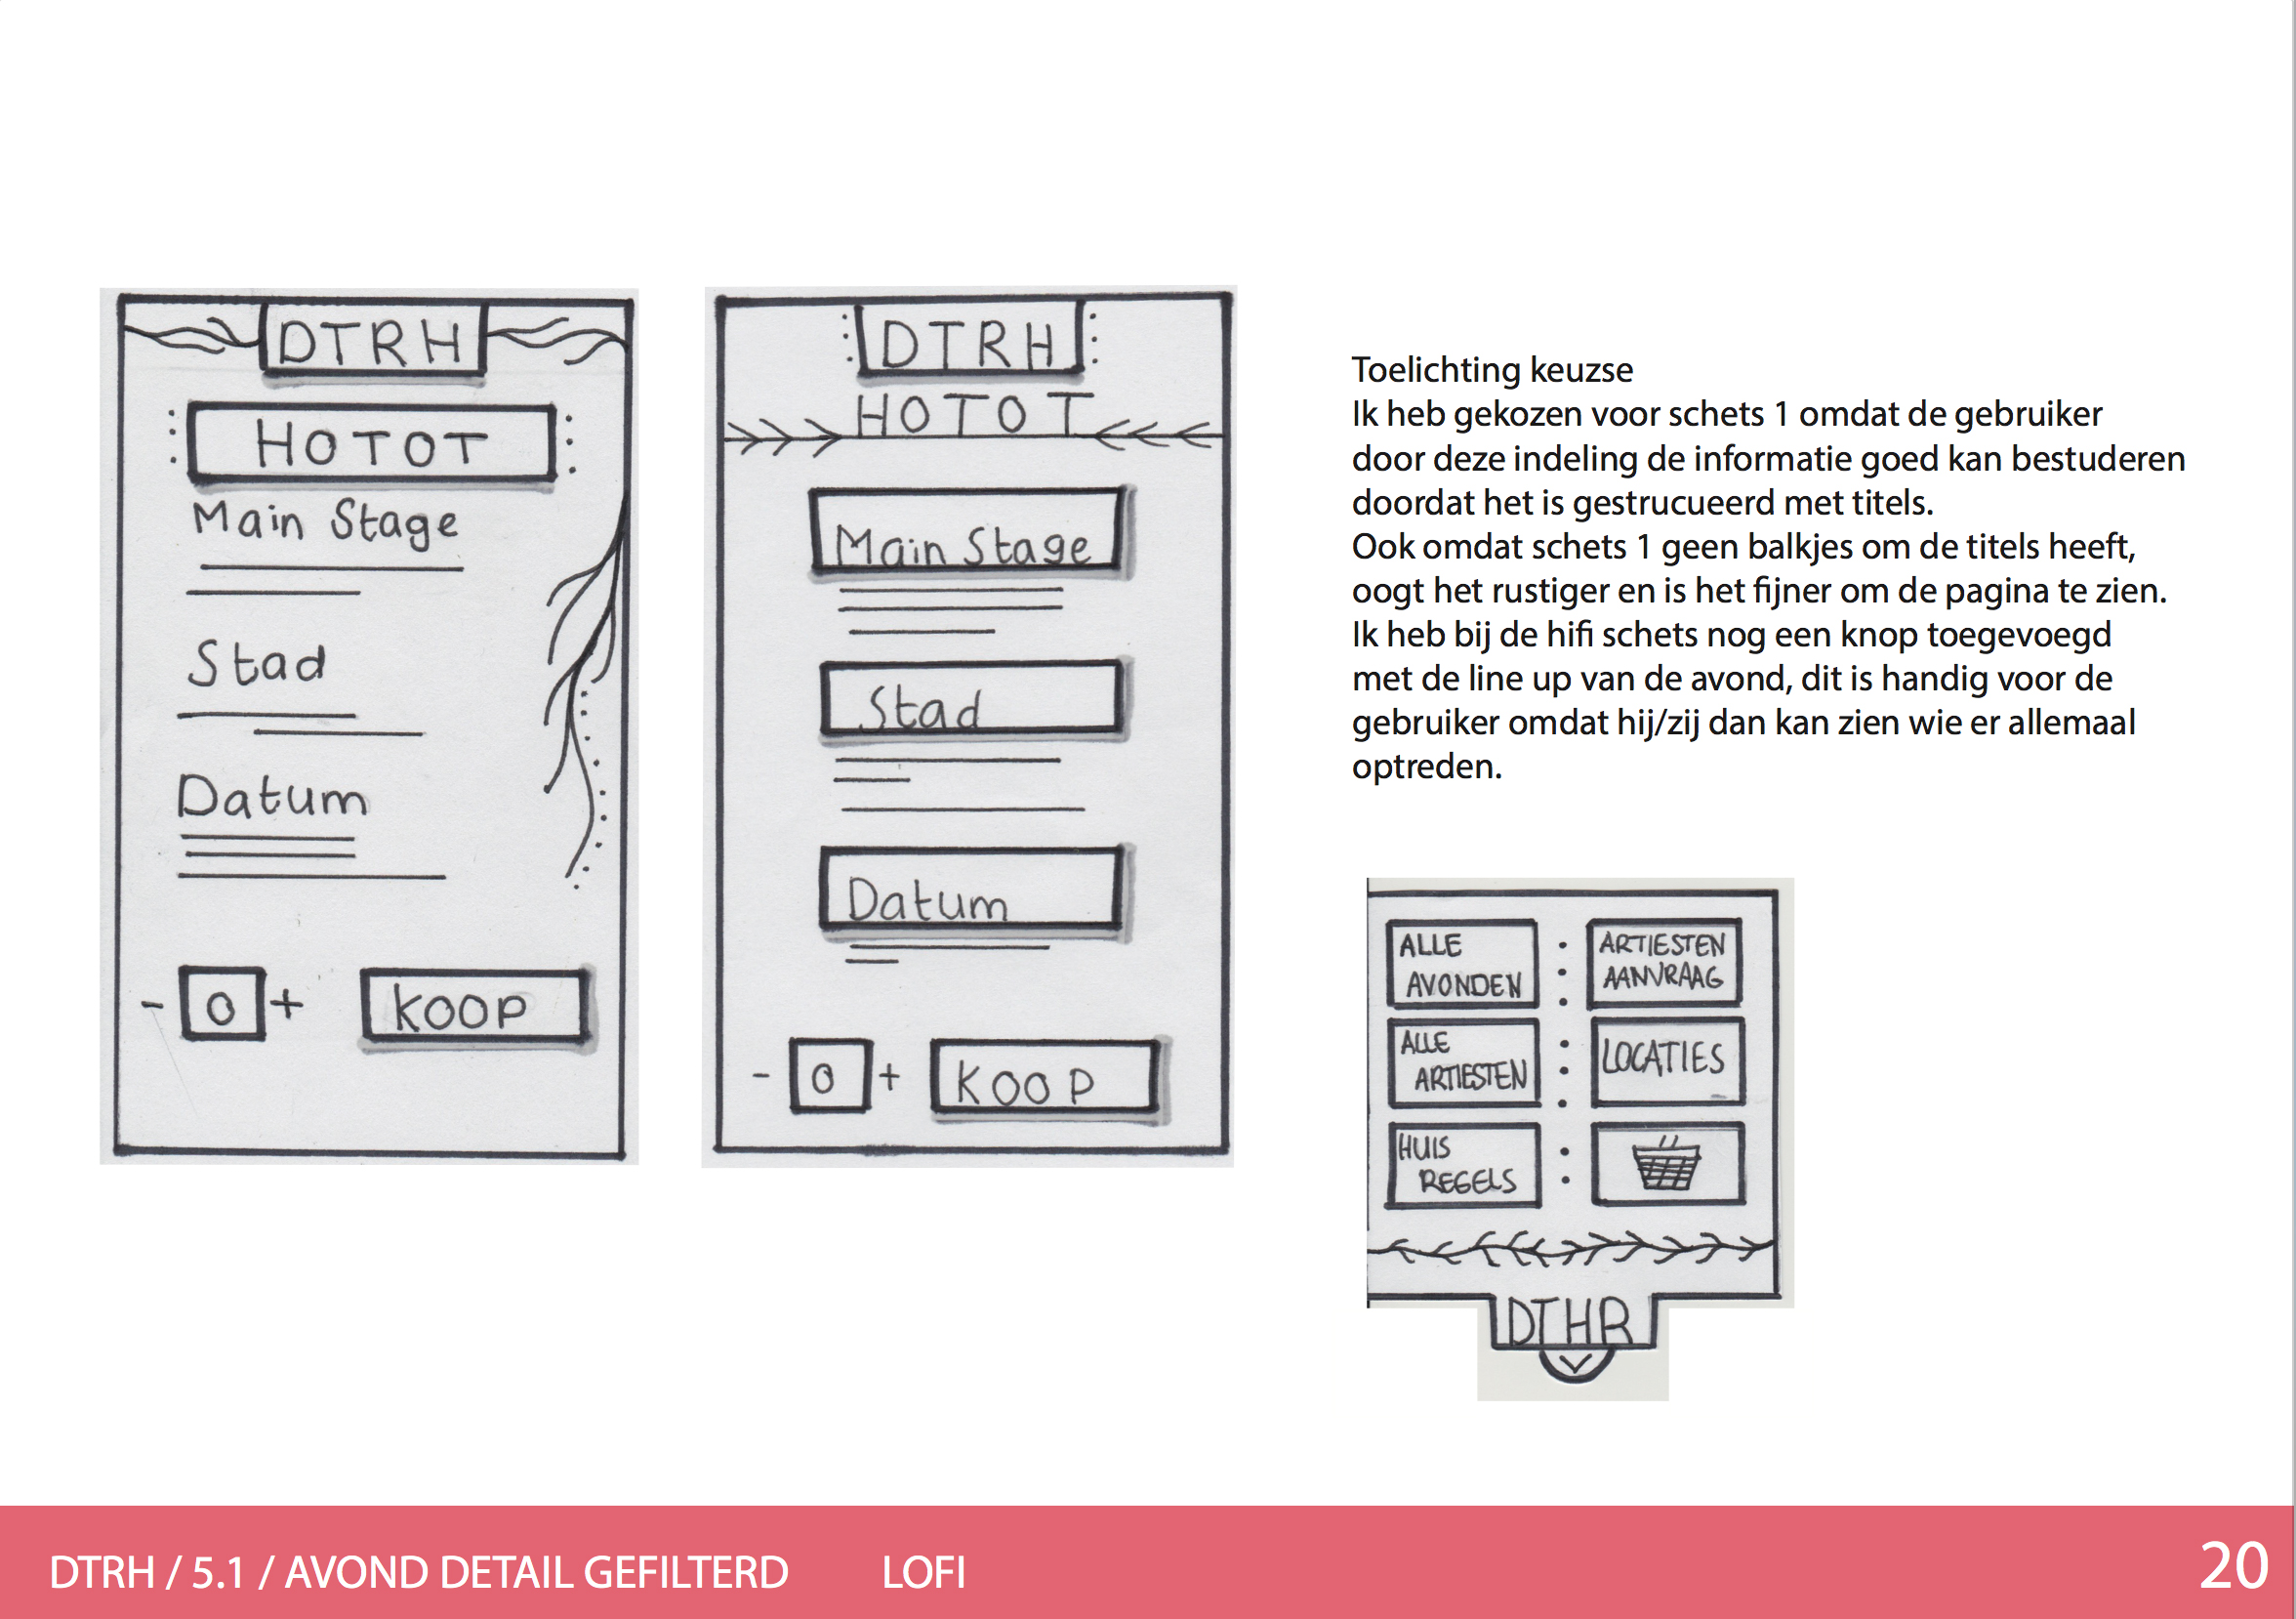 DTRH
HOTOT
Main Stage
Stad
Datum
- 0 + KOOP
DTRH
HOTOT
Main Stage
Stad
Datum
- 0 + KOOP
Toelichting keuzse
Ik heb gekozen voor schets 1 omdat de gebruiker
door deze indeling de informatie goed kan bestuderen
doordat het is gestrucueerd met titels.
Ook omdat schets 1 geen balkjes om de titels heeft,
oogt het rustiger en is het fijner om de pagina te zien.
Ik heb bij de hifi schets nog een knop toegevoegd
met de line up van de avond, dit is handig voor de
gebruiker omdat hij/zij dan kan zien wie er allemaal
optreden.
ALLE
AVONDEN
ARTIESTEN
AANVRAAG
ALLE
ARTIESTEN
LOCATIES
HUIS
REGELS
DTHR
DTRH / 5.1 / AVOND DETAIL GEFILTERD LOFI 20